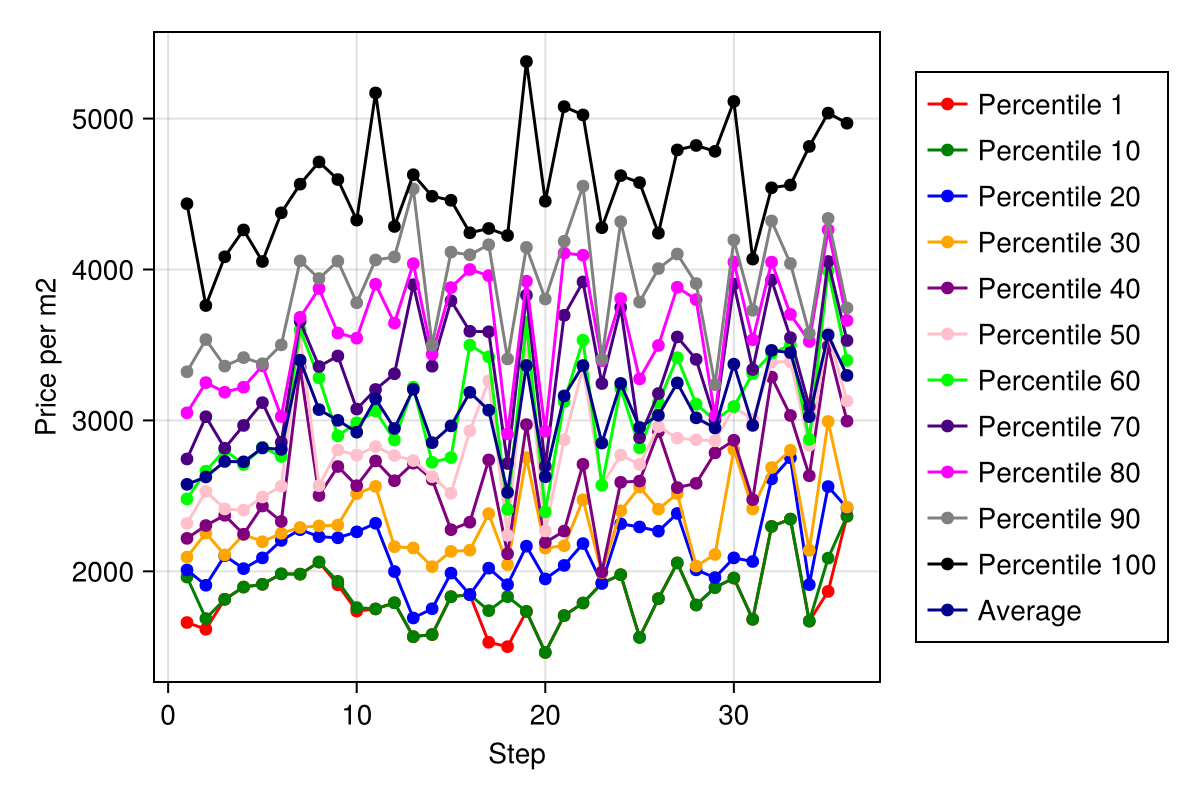 5000
4000
3000
2000
Price per m2
0
10
20
30
Step
Percentile 1
Percentile 10
Percentile 20
Percentile 30
Percentile 40
Percentile 50
Percentile 60
Percentile 70
Percentile 80
Percentile 90
Percentile 100
Average